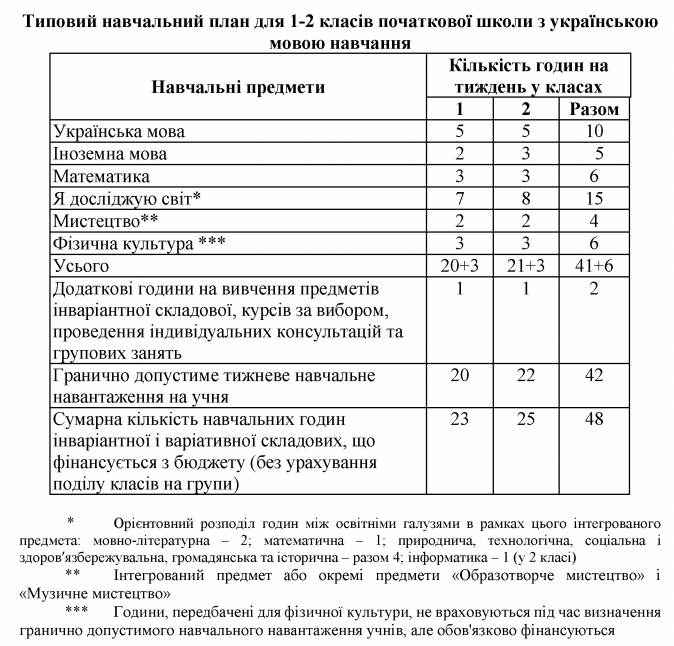 Типовий навчальний план для 1-2 класів початкової школи з українською
мовою навчання
Навчальні предмети
Кількість годин на
тиждень у класах
1 2 Разом
Українська мова 5 5 10
Іноземна мова 2 3 5
Математика 3 3 6
Я досліджую світ* 7 8 15
Мистецтво** 2 2 4
Фізична культура *** 3 3 6
Усього 20+3 21+3 41+6
Додаткові години на вивчення предметів 1 1 2
інваріантної складової, курсів за вибором,
проведення індивідуальних консультацій та
групових занять
Гранично допустиме тижневе навчальне 20 22 42
навантаження на учня
Сумарна кількість навчальних годин 23 25 48
інваріантної і варіативної складових, що
фінансується з бюджету (без урахування
поділу класів на групи)
* Орієнтовний розподіл годин між освітніми галузями в рамках цього інтегрованого
предмета: мовно-літературна – 2; математична – 1; природнича, технологічна, соціальна і
здоров'язбережувальна, громадянська та історична – разом 4; інформатика – 1 (у 2 класі)
** Інтегрований предмет або окремі предмети «Образотворче мистецтво» і
«Музичне мистецтво»
*** Години, передбачені для фізичної культури, не враховуються під час визначення
гранично допустимого навчального навантаження учнів, але обов'язково фінансуються